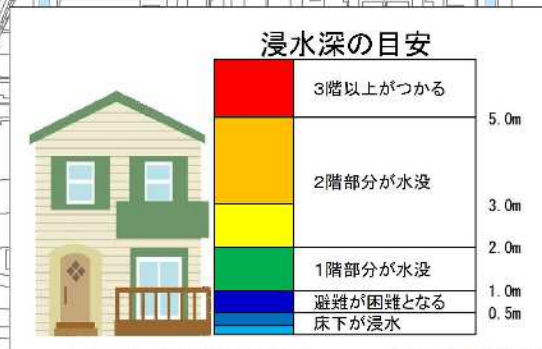 浸水深の目安
3階以上がつかる
5.0m
2階部分が水没
3.0m
2.0m
1階部分が水没
1.0m
避難が困難となる
0.5m
床下が浸水